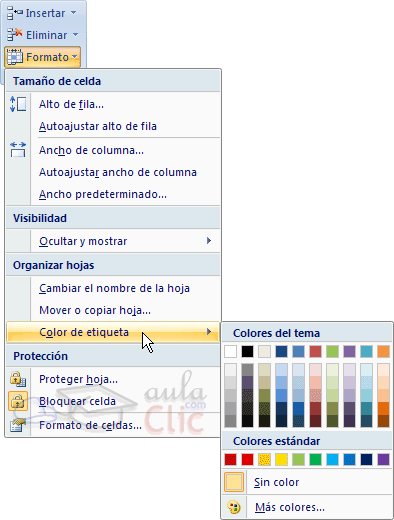 Insertar
Eliminar
Formato
Tamaño de celda
Alto de fila...
Autoajustar alto de fila
Ancho de columna...
Autoajustar ancho de columna
Ancho predeterminado...
Visibilidad
Ocultar y mostrar
Organizar hojas
Cambiar el nombre de la hoja
Mover o copiar hoja...
Color de etiqueta
Protección
Proteger hoja...
Bloquear celda
Formato de celdas...
aula
.com
Clic
Colores del tema
Colores estándar
Sin color
Más colores...